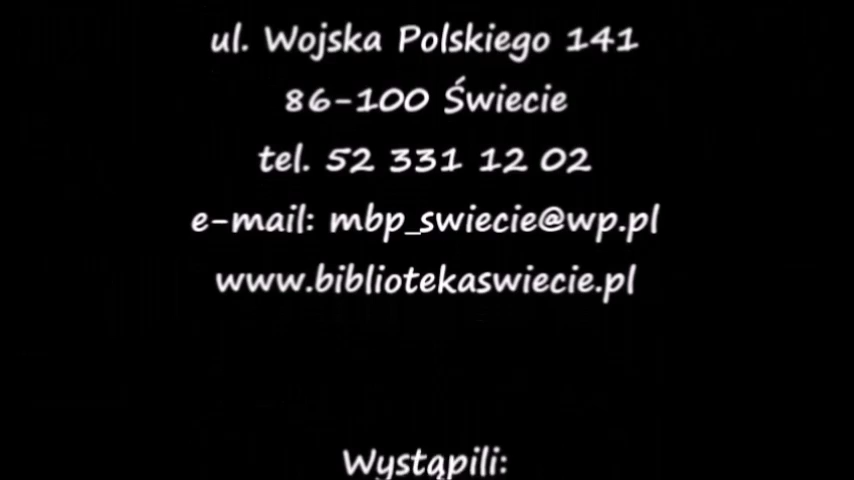 ul. Wojska Polskiego 141
86-100 Świecie
tel. 52 331 12 02
e-mail: mbp_swiecie@wp.pl
www.bibliotekaswiecie.pl
Wystąpili: